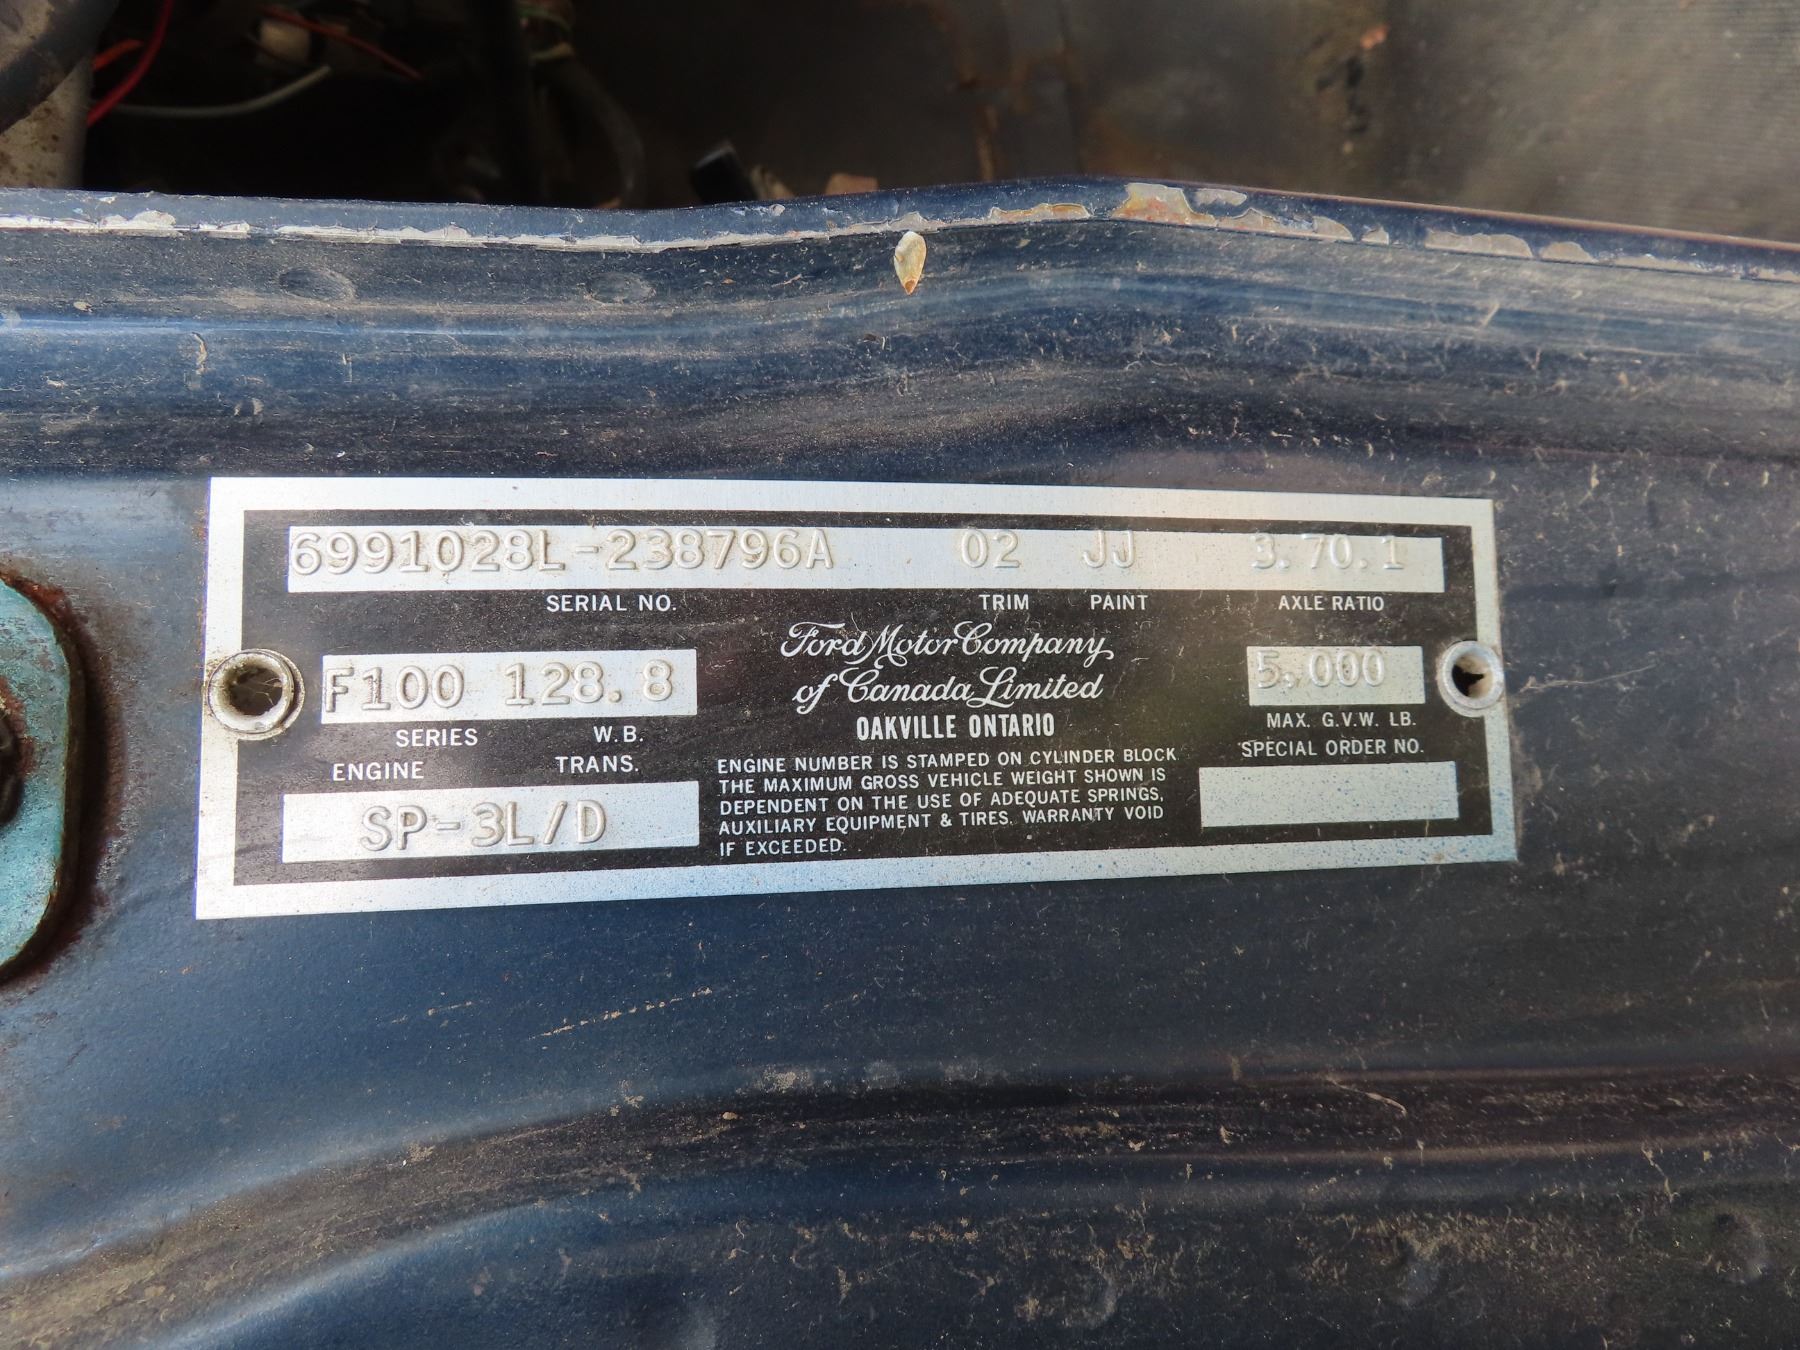 6991028L-238796A 02 JJ 3.70.1
SERIAL NO. TRIM PAINT AXLE RATIO
F100 128.8
SERIES W.B.
ENGINE TRANS.
SP-3L/D
Ford Motor Company
of Canada Limited
OAKVILLE ONTARIO
ENGINE NUMBER IS STAMPED ON CYLINDER BLOCK
THE MAXIMUM GROSS VEHICLE WEIGHT SHOWN IS
DEPENDENT ON THE USE OF ADEQUATE SPRINGS,
AUXILIARY EQUIPMENT & TIRES. WARRANTY VOID
IF EXCEEDED.
5,000
MAX. G.V.W. LB.
SPECIAL ORDER NO.